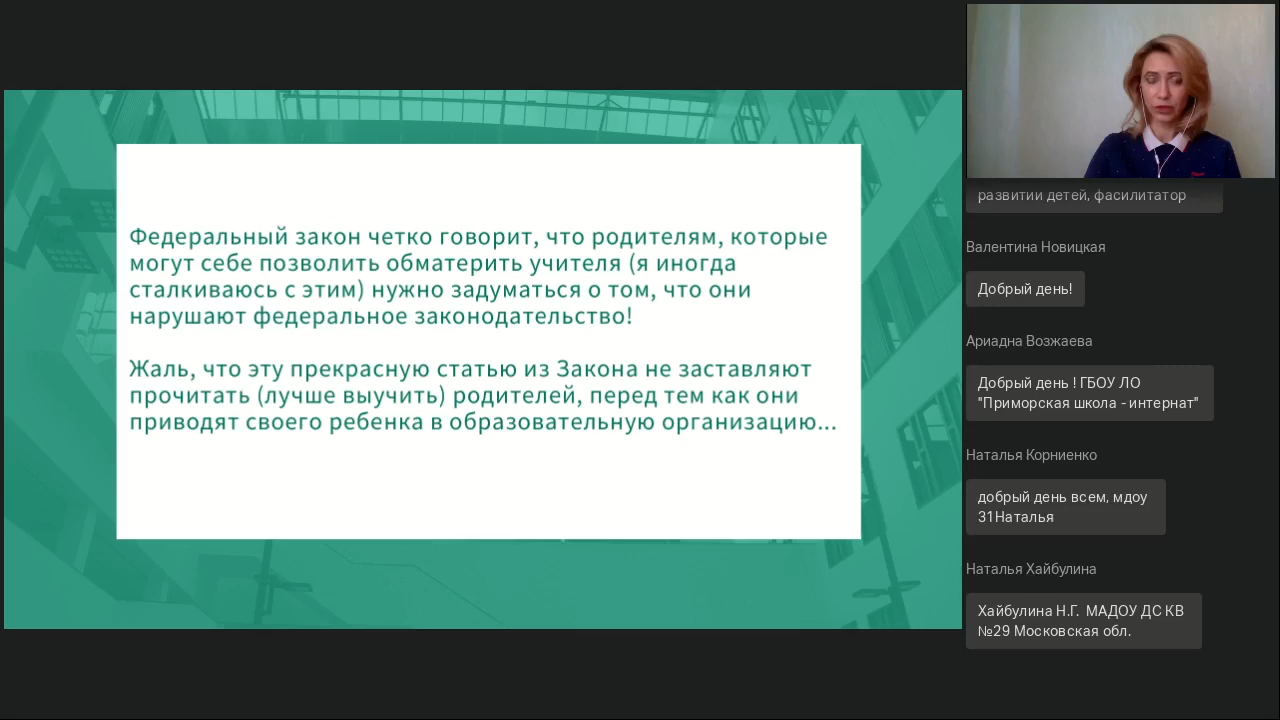 Федеральный закон четко говорит, что родителям, которые
могут себе позволить обматерить учителя (я иногда
сталкиваюсь с этим) нужно задуматься о том, что они
нарушают федеральное законодательство!
Жаль, что эту прекрасную статью из Закона не заставляют
прочитать (лучше выучить) родителей, перед тем как они
приводят своего ребенка в образовательную организацию...
развитии детей, фасилитатор
Валентина Новицкая
Добрый день!
Ариадна Возжаева
Добрый день ! ГБОУ ЛО
"Приморская школа - интернат"
Наталья Корниенко
добрый день всем, мдоу
31Наталья
Наталья Хайбулина
Хайбулина Н.Г. МАДОУ ДС КВ
№29 Московская обл.